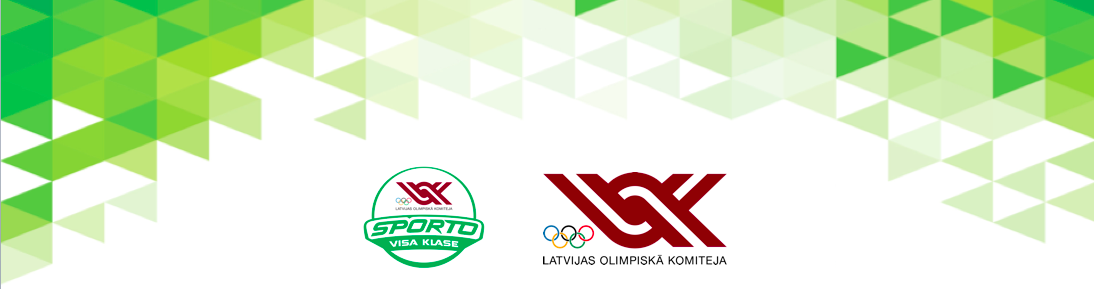 LATVIJAS OLIMPISKĀ KOMITEJA
SPORTO
VISA KLASE
LATVIJAS OLIMPISKĀ KOMITEJA